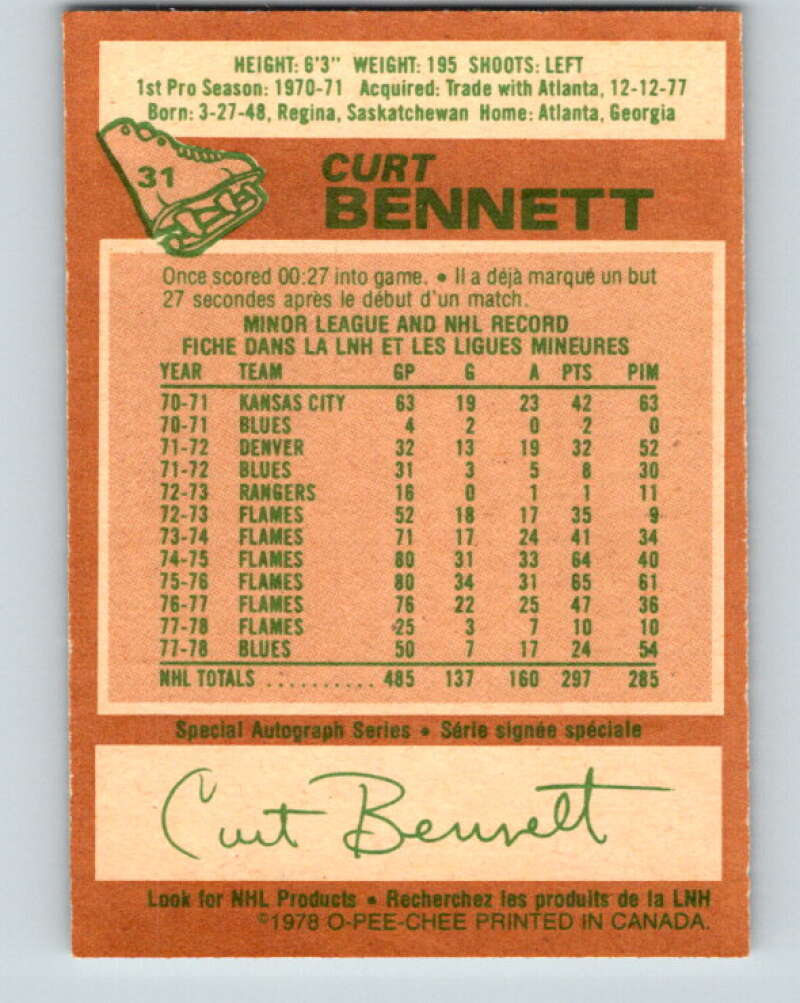 HEIGHT: 6'3" WEIGHT: 195 SHOOTS: LEFT
1st Pro Season: 1970-71 Acquired: Trade with Atlanta, 12-12-77
Born: 3-27-48, Regina, Saskatchewan Home: Atlanta, Georgia
31
CURT
BENNETT
Once scored 00:27 into game. • Il a déjà marqué un but
27 secondes après le début d'un match.
MINOR LEAGUE AND NHL RECORD
FICHE DANS LA LNH ET LES LIGUES MINEURES
YEAR TEAM GP G A PTS PIM
70-71 KANSAS CITY 63 19 23 42 63
70-71 BLUES 4 2 0 2 0
71-72 DENVER 32 13 19 32 52
71-72 BLUES 31 3 5 8 30
72-73 RANGERS 16 0 1 1 11
72-73 FLAMES 52 18 17 35 9
73-74 FLAMES 71 17 24 41 34
74-75 FLAMES 80 31 33 64 40
75-76 FLAMES 80 34 31 65 61
76-77 FLAMES 76 22 25 47 36
77-78 FLAMES 25 3 7 10 10
77-78 BLUES 50 7 17 24 54
NHL TOTALS .......... 485 137 160 297 285
Special Autograph Series • Série signée spéciale
Curt Bennett
Look for NHL Products • Recherchez les produits de la LNH
©1978 O-PEE-CHEE PRINTED IN CANADA.